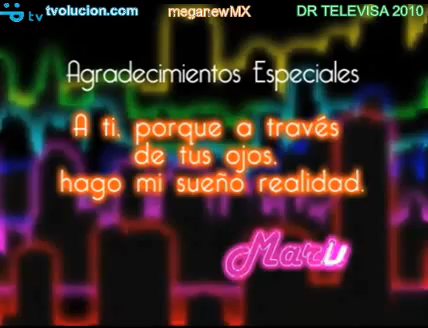 tv tvolucion.com meganewMX DR TELEVISA 2010
Agradecimientos Especiales
A ti, porque a través
de tus ojos,
hago mi sueño realidad.
Maru